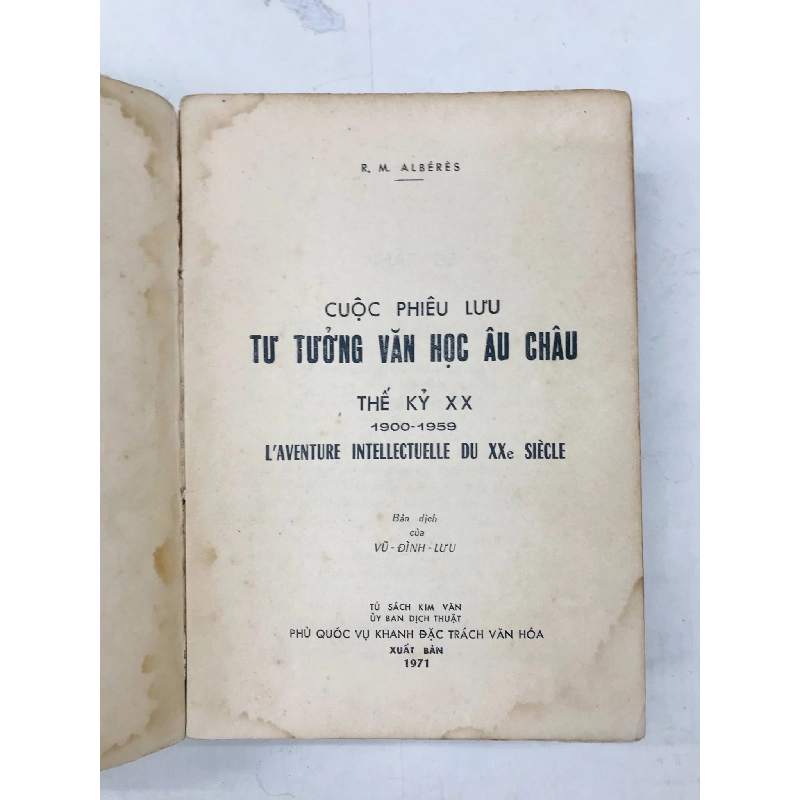 R. M. ALBÉRÈS
CUỘC PHIÊU LƯU
TƯ TƯỞNG VĂN HỌC ÂU CHÂU
THẾ KỶ XX
1900-1959
L'AVENTURE INTELLECTUELLE DU XXe SIÈCLE
Bản dịch
của
VŨ-ĐÌNH-LƯU
TỦ SÁCH KIM VĂN
ỦY BAN DỊCH THUẬT
PHỦ QUỐC VỤ KHANH ĐẶC TRÁCH VĂN HÓA
XUẤT BẢN
1971